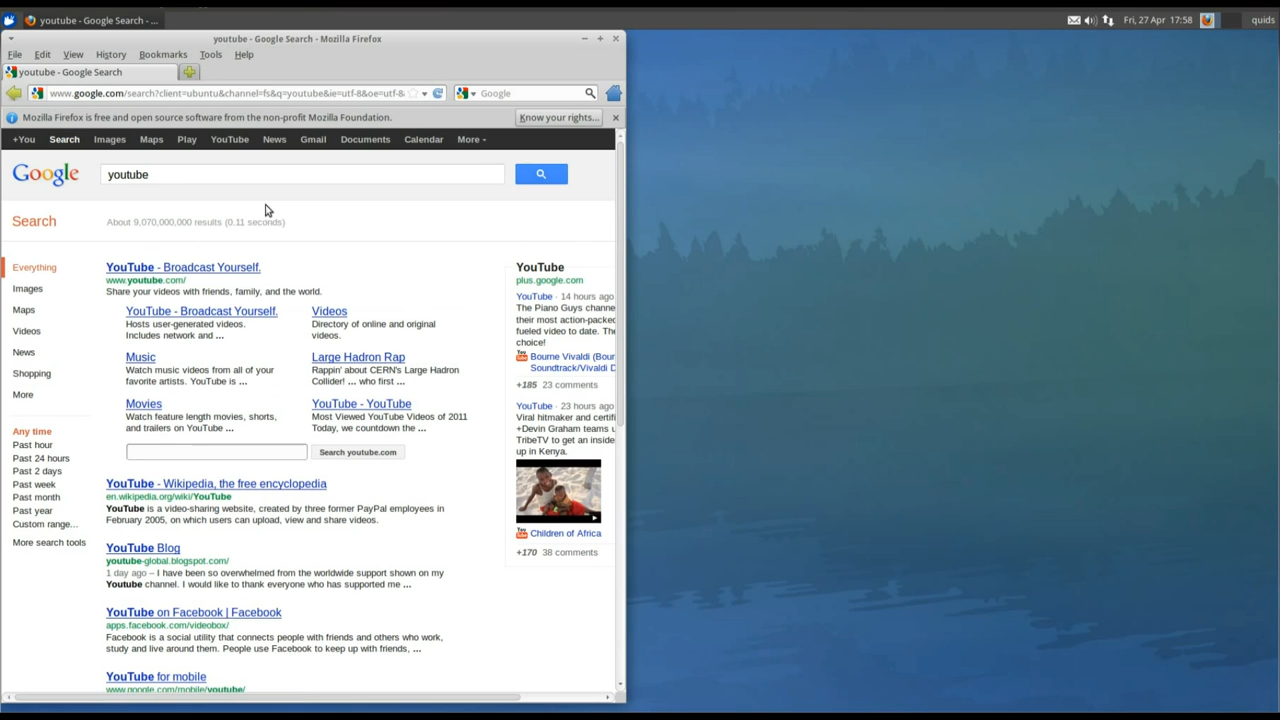 youtube - Google Search - ...
Fri, 27 Apr 17:58
quids
youtube - Google Search - Mozilla Firefox
File Edit View History Bookmarks Tools Help
youtube - Google Search
www.google.com/search?client=ubuntu&channel=fs&q=youtube&ie=utf-8&oe=utf-8&
Google
Mozilla Firefox is free and open source software from the non-profit Mozilla Foundation.
Know your rights...
+You Search Images Maps Play YouTube News Gmail Documents Calendar More
Google
youtube
Search
About 9,070,000,000 results (0.11 seconds)
Everything
Images
Maps
Videos
News
Shopping
More
Any time
Past hour
Past 24 hours
Past 2 days
Past week
Past month
Past year
Custom range...
More search tools
YouTube - Broadcast Yourself.
www.youtube.com/
Share your videos with friends, family, and the world.
YouTube - Broadcast Yourself.
Hosts user-generated videos.
Includes network and ...
Videos
Directory of online and original
videos.
Music
Watch music videos from all of your
favorite artists. YouTube is ...
Large Hadron Rap
Rappin' about CERN's Large Hadron
Collider! ... who first ...
Movies
Watch feature length movies, shorts,
and trailers on YouTube ...
YouTube - YouTube
Most Viewed YouTube Videos of 2011
Today, we countdown the ...
Search youtube.com
YouTube - Wikipedia, the free encyclopedia
en.wikipedia.org/wiki/YouTube
YouTube is a video-sharing website, created by three former PayPal employees in
February 2005, on which users can upload, view and share videos.
YouTube Blog
youtube-global.blogspot.com/
1 day ago – I have been so overwhelmed from the worldwide support shown on my
Youtube channel. I would like to thank everyone who has supported me ...
YouTube on Facebook | Facebook
apps.facebook.com/videobox/
Facebook is a social utility that connects people with friends and others who work,
study and live around them. People use Facebook to keep up with friends, ...
YouTube for mobile
www.google.com/mobile/youtube/
YouTube
plus.google.com
YouTube · 14 hours ago
The Piano Guys channe
their most action-packed
fueled video to date. The
choice!
Bourne Vivaldi (Bour
Soundtrack/Vivaldi D
+185 23 comments
YouTube · 23 hours ago
Viral hitmaker and certifi
+Devin Graham teams u
TribeTV to get an inside
up in Kenya.
You
Children of Africa
+170 38 comments